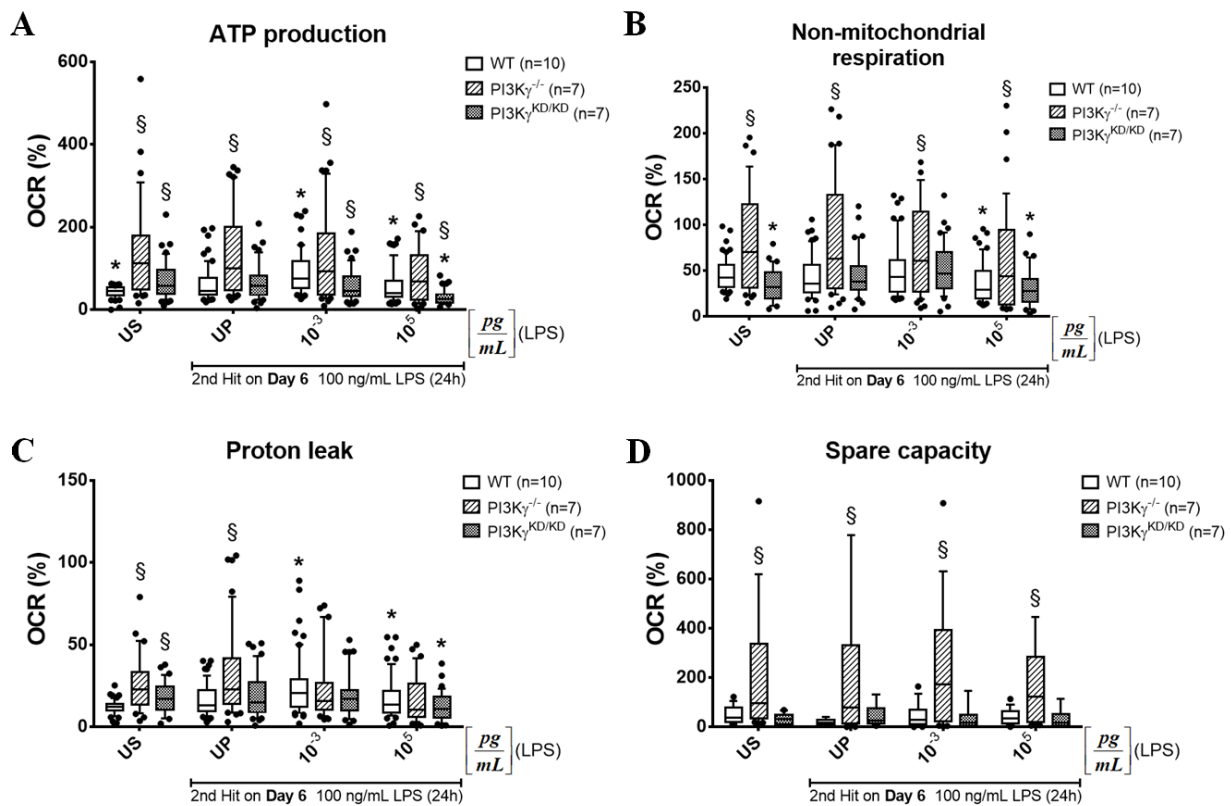 A
ATP production
OCR (%)
600
400
200
0
WT (n=10)
PI3Kγ-/- (n=7)
PI3KγKD/KD (n=7)
*
§
§
§
*
§
§
*
§
§
*
US
UP
10-3
105
[pg/mL] (LPS)
2nd Hit on Day 6 100 ng/mL LPS (24h)
B
Non-mitochondrial
respiration
OCR (%)
250
200
150
100
50
0
WT (n=10)
PI3Kγ-/- (n=7)
PI3KγKD/KD (n=7)
§
*
§
§
*
§
*
US
UP
10-3
105
[pg/mL] (LPS)
2nd Hit on Day 6 100 ng/mL LPS (24h)
C
Proton leak
OCR (%)
150
100
50
0
WT (n=10)
PI3Kγ-/- (n=7)
PI3KγKD/KD (n=7)
§
§
§
*
*
*
US
UP
10-3
105
[pg/mL] (LPS)
2nd Hit on Day 6 100 ng/mL LPS (24h)
D
Spare capacity
OCR (%)
1000
800
600
400
200
0
WT (n=10)
PI3Kγ-/- (n=7)
PI3KγKD/KD (n=7)
§
§
§
§
US
UP
10-3
105
[pg/mL] (LPS)
2nd Hit on Day 6 100 ng/mL LPS (24h)